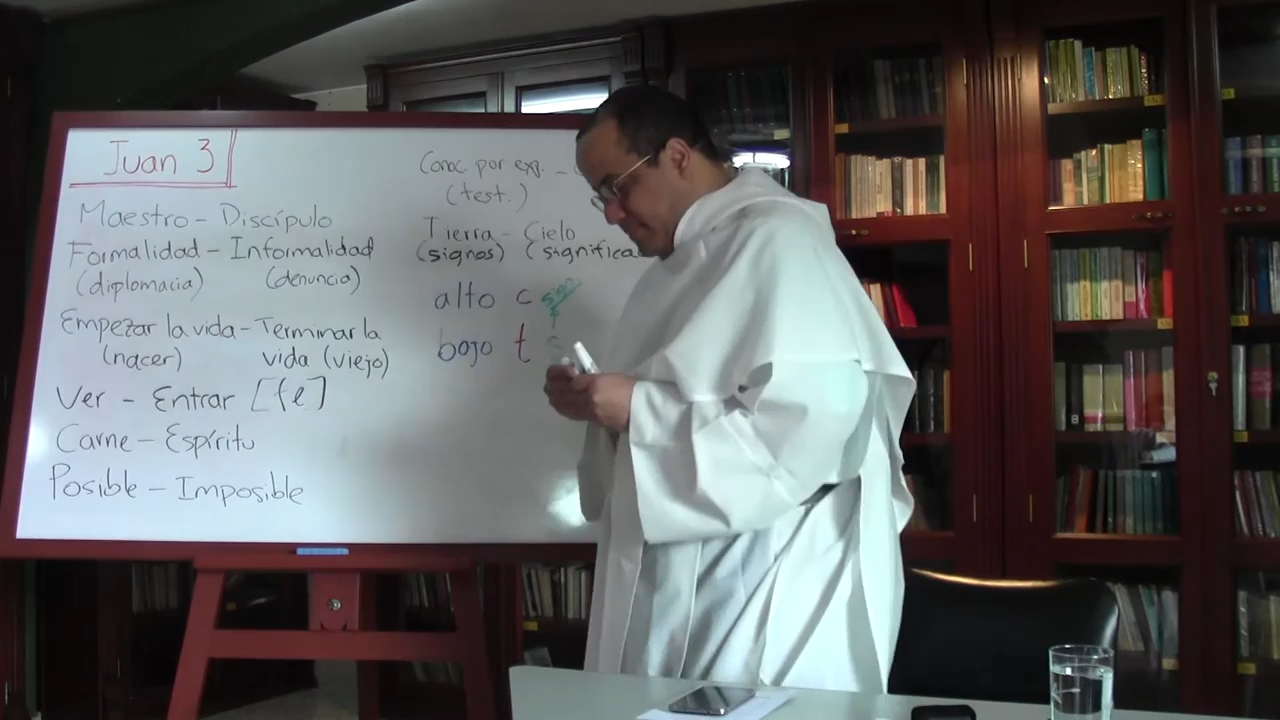 Juan 3
Maestro - Discípulo
Formalidad - Informalidad
(diplomacia) (denuncia)
Empezar la vida - Terminar la
(nacer) vida (viejo)
Ver - Entrar [fe]
Carne - Espíritu
Posible - Imposible
Conoc. por exp. -
(test.)
Tierra - Cielo
(signos) (significa
alto c
bajo t c